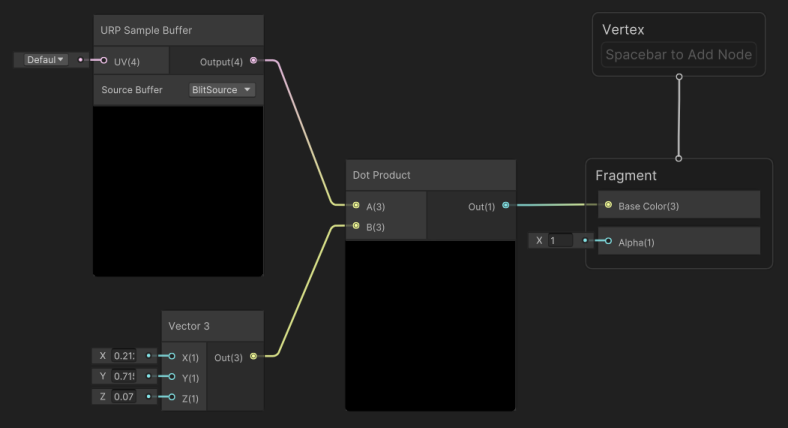 URP Sample Buffer
Defaul
UV(4)
Output(4)
Source Buffer
BlitSource
Vertex
Spacebar to Add Node
Dot Product
A(3)
Out(1)
B(3)
Fragment
Base Color(3)
X 1
Alpha(1)
Vector 3
X 0.21
X(1)
Out(3)
Y 0.71
Y(1)
Z 0.07
Z(1)